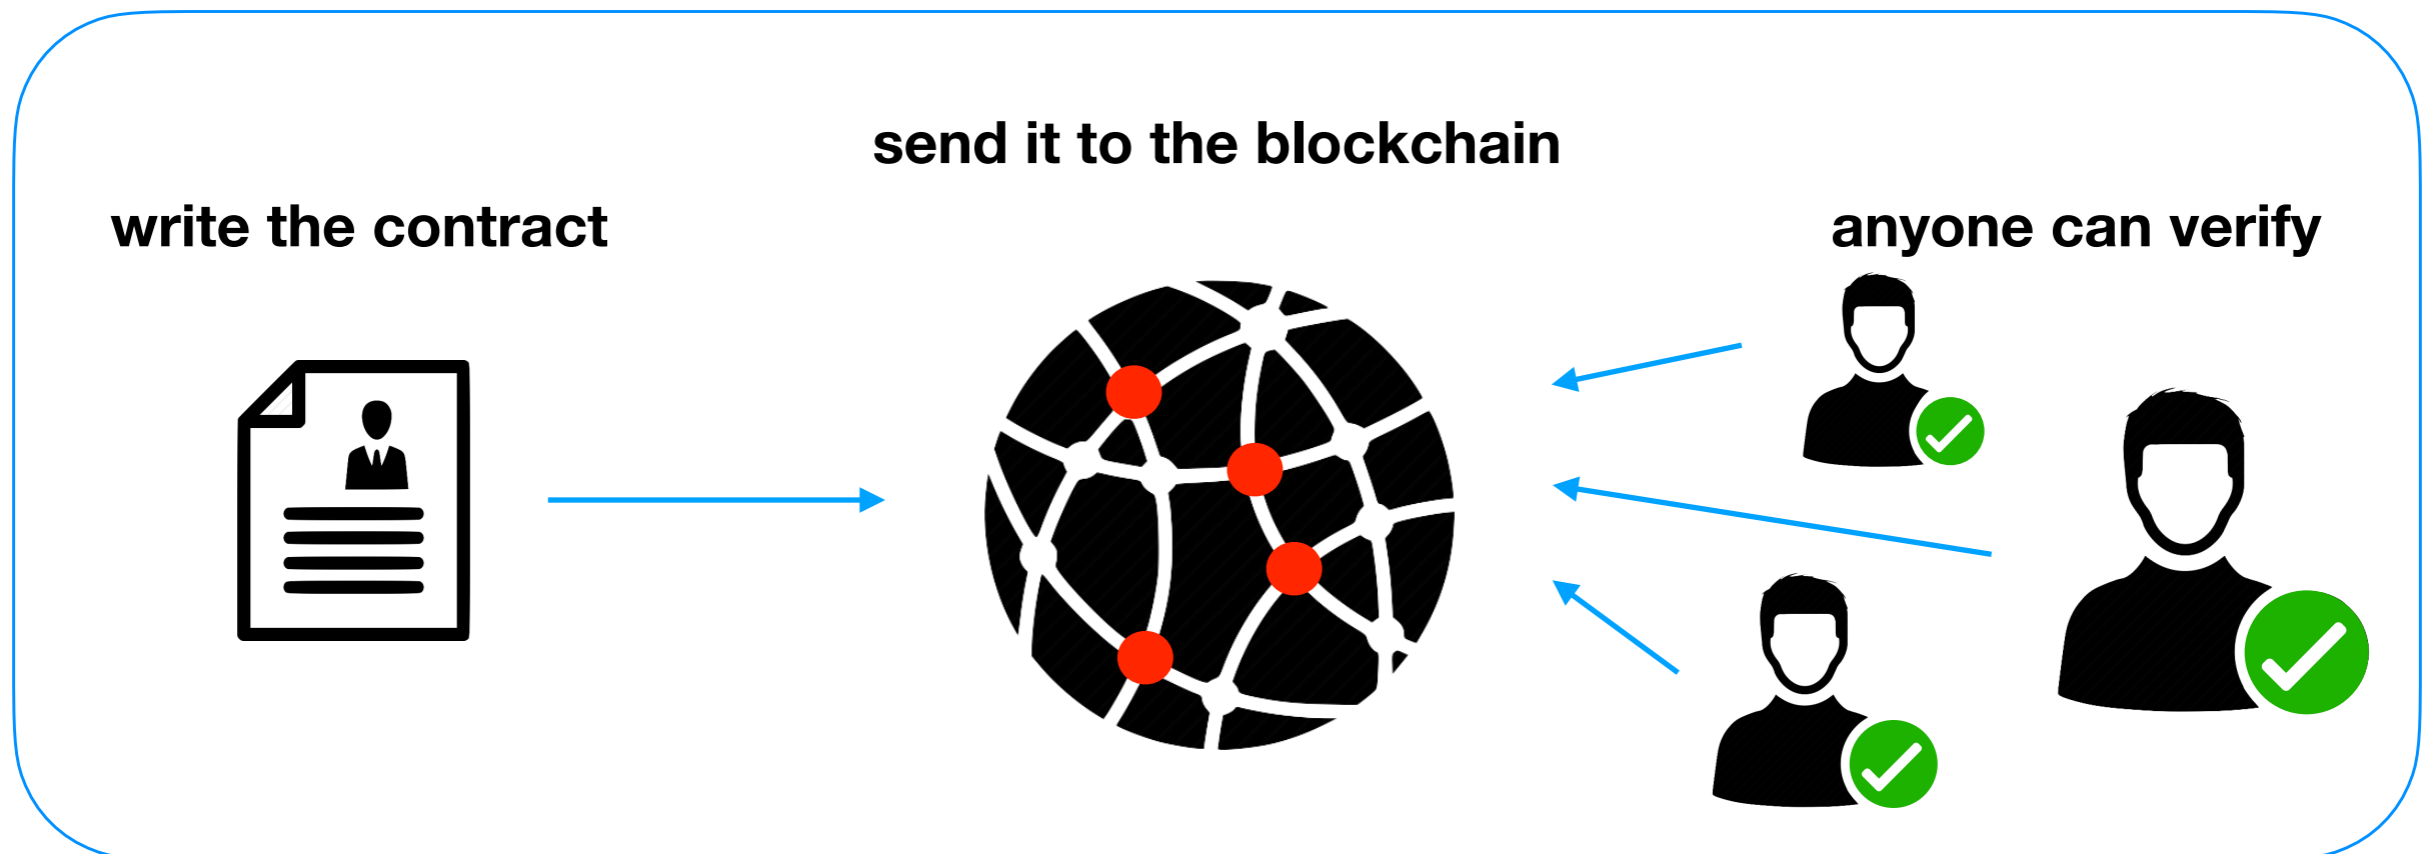 write the contract
send it to the blockchain
anyone can verify